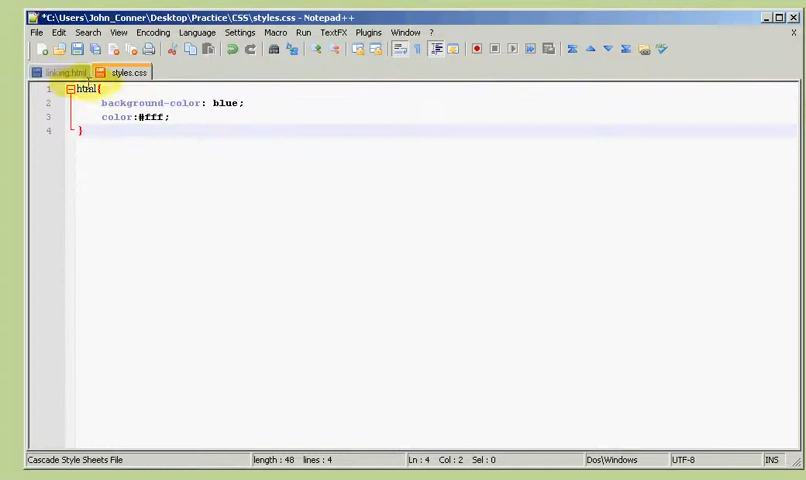 *C:\Users\John_Conner\Desktop\Practice\CSS\styles.css - Notepad++
File Edit Search View Encoding Language Settings Macro Run TextFX Plugins Window ? X
linking.html styles.css
1 html{
2 background-color: blue;
3 color:#fff;
4 }
Cascade Style Sheets File length : 48 lines : 4 Ln : 4 Col : 2 Sel : 0 Dos\Windows UTF-8 INS